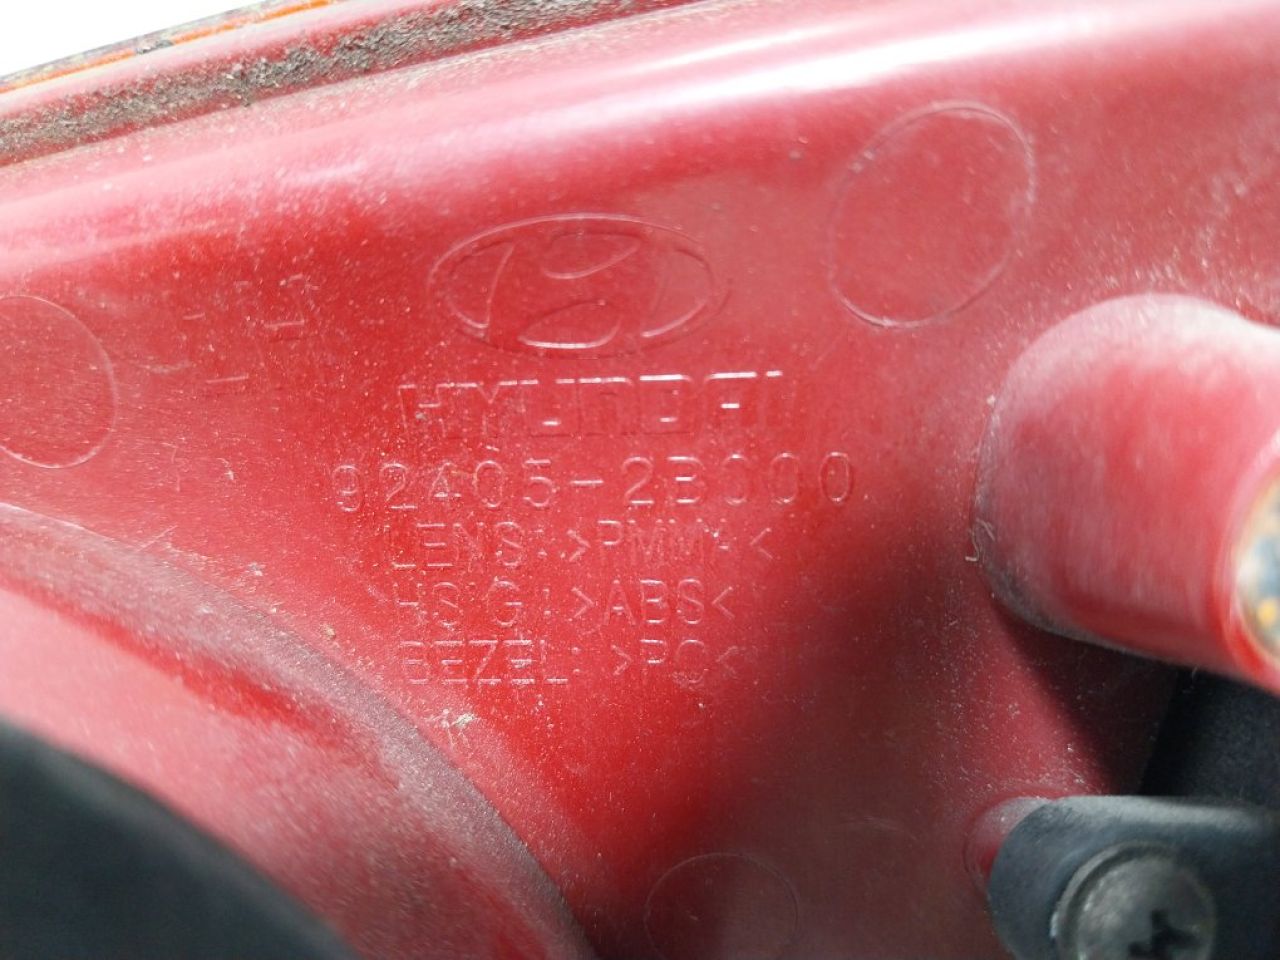 HYUNDAI
92405-2B000
LENS: >PMMA<
HSG: >ABS<
BEZEL: >PC<